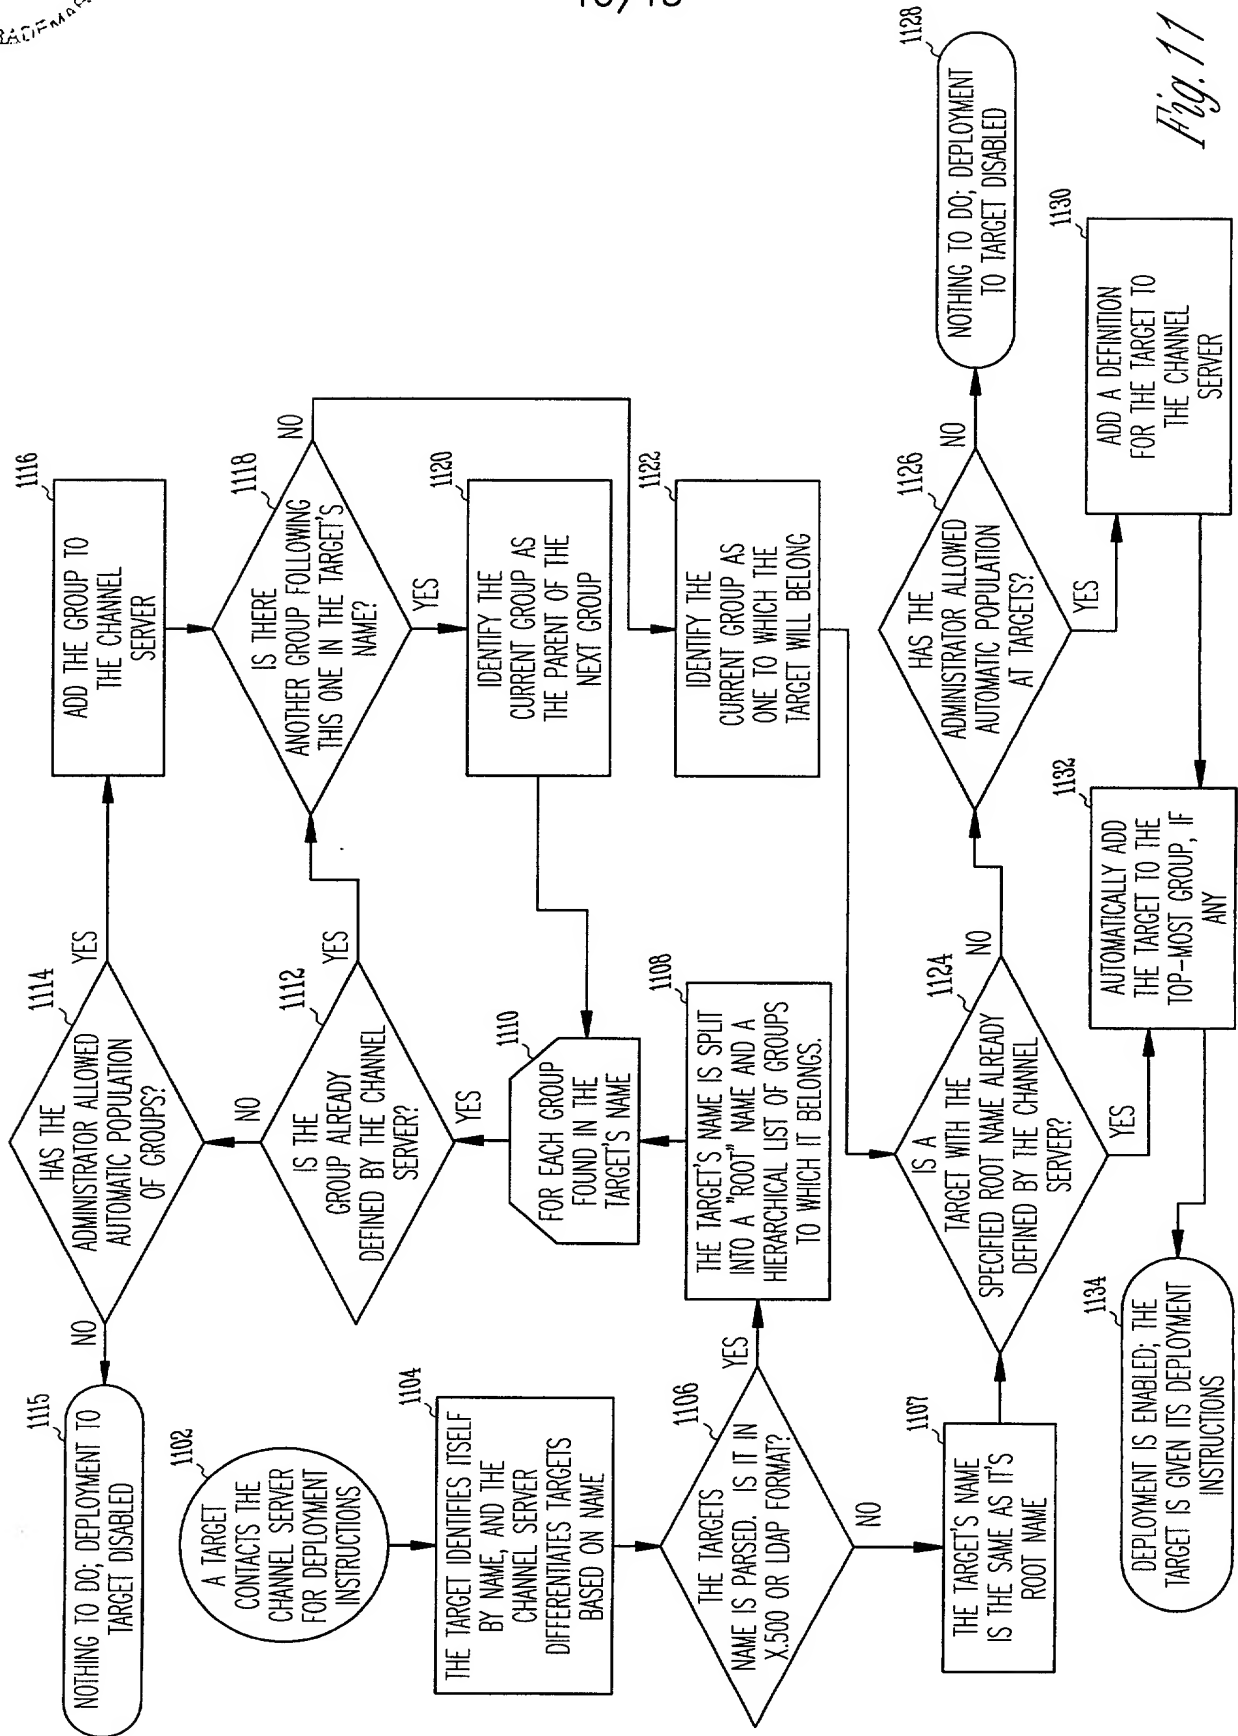 1115
NOTHING TO DO; DEPLOYMENT TO
TARGET DISABLED
NO
1114
HAS THE
ADMINISTRATOR ALLOWED
AUTOMATIC POPULATION
OF GROUPS?
YES
1116
ADD THE GROUP TO
THE CHANNEL
SERVER
1102
A TARGET
CONTACTS THE
CHANNEL SERVER
FOR DEPLOYMENT
INSTRUCTIONS
NO
1112
IS THE
GROUP ALREADY
DEFINED BY THE CHANNEL
SERVER?
YES
1118
IS THERE
ANOTHER GROUP FOLLOWING
THIS ONE IN THE TARGET'S
NAME?
NO
YES
1104
THE TARGET IDENTIFIES ITSELF
BY NAME, AND THE
CHANNEL SERVER
DIFFERENTIATES TARGETS
BASED ON NAME
YES
1110
FOR EACH GROUP
FOUND IN THE
TARGET'S NAME
1120
IDENTIFY THE
CURRENT GROUP AS
THE PARENT OF THE
NEXT GROUP
1106
THE TARGETS
NAME IS PARSED. IS IT IN
X.500 OR LDAP FORMAT?
YES
NO
1108
THE TARGET'S NAME IS SPLIT
INTO A "ROOT" NAME AND A
HIERARCHICAL LIST OF GROUPS
TO WHICH IT BELONGS.
1122
IDENTIFY THE
CURRENT GROUP AS
ONE TO WHICH THE
TARGET WILL BELONG
1107
THE TARGET'S NAME
IS THE SAME AS IT'S
ROOT NAME
1124
IS A
TARGET WITH THE
SPECIFIED ROOT NAME ALREADY
DEFINED BY THE CHANNEL
SERVER?
NO
YES
1126
HAS THE
ADMINISTRATOR ALLOWED
AUTOMATIC POPULATION
AT TARGETS?
NO
YES
1128
NOTHING TO DO; DEPLOYMENT
TO TARGET DISABLED
1134
DEPLOYMENT IS ENABLED; THE
TARGET IS GIVEN ITS DEPLOYMENT
INSTRUCTIONS
1132
AUTOMATICALLY ADD
THE TARGET TO THE
TOP-MOST GROUP, IF
ANY
1130
ADD A DEFINITION
FOR THE TARGET TO
THE CHANNEL
SERVER
Fig. 11